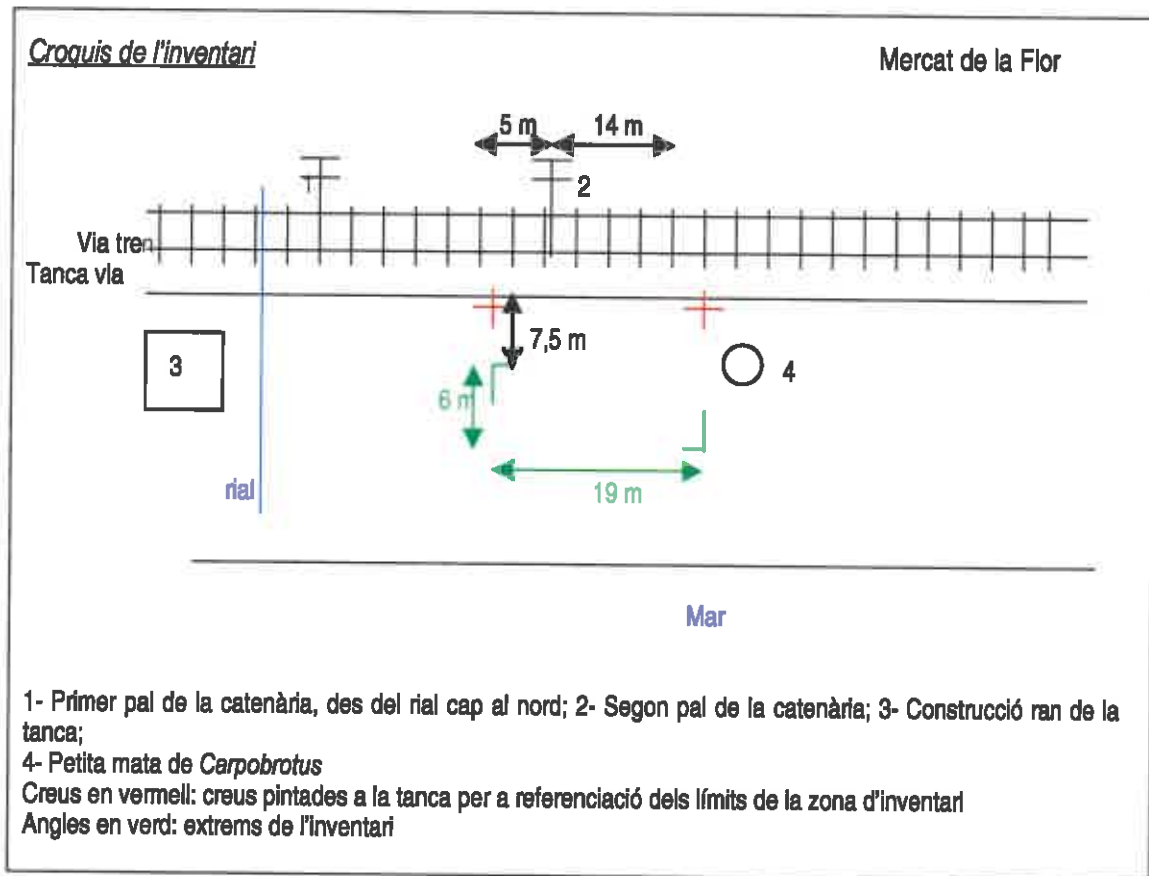 Croquis de l'inventari
Mercat de la Flor
5 m
14 m
1
2
Via tren
Tanca via
7,5 m
3
4
6 m
rial
19 m
Mar
1- Primer pal de la catenària, des del rial cap al nord; 2- Segon pal de la catenària; 3- Construcció ran de la
tanca;
4- Petita mata de Carpobrotus
Creus en vermell: creus pintades a la tanca per a referenciació dels límits de la zona d'inventari
Angles en verd: extrems de l'inventari